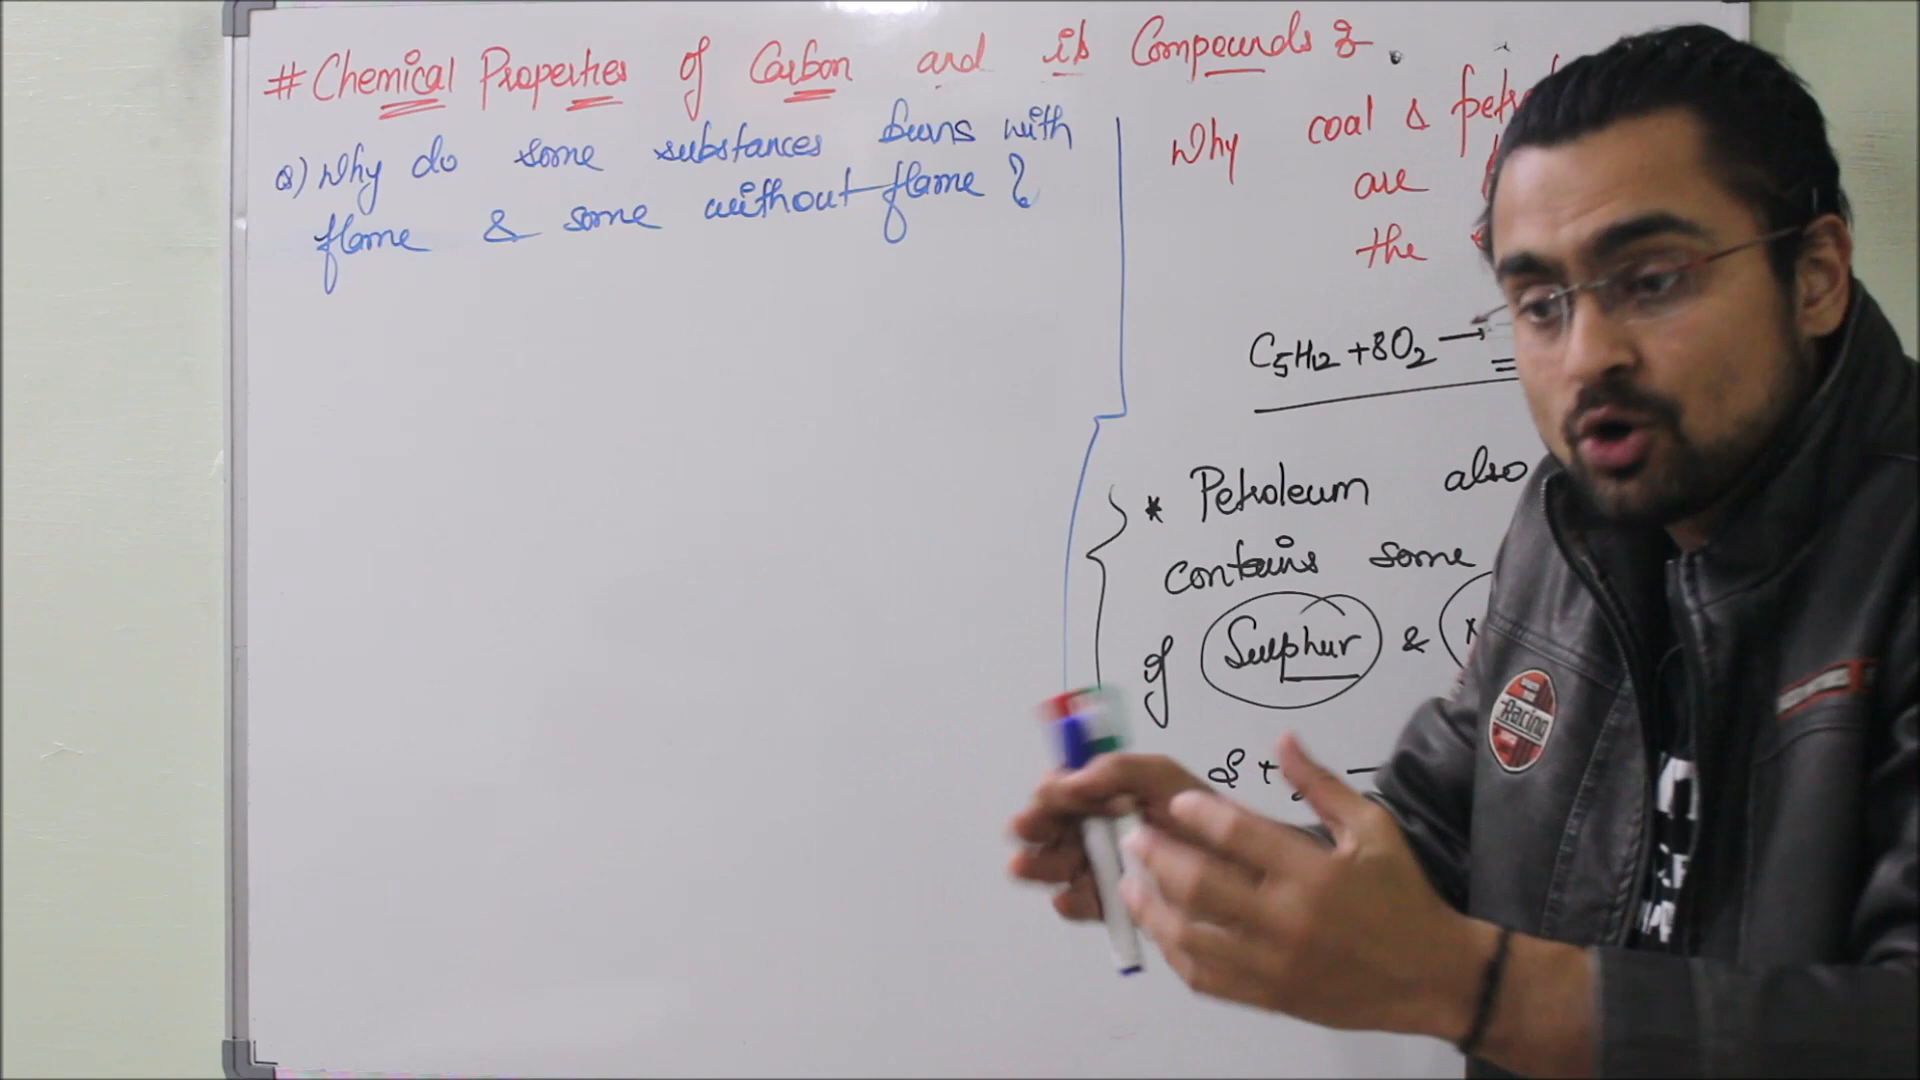 # Chemical Properties of Carbon and its Compounds :-
Q) Why do some substances burns with
flame & some without flame ?
Why coal &
are
the
C5H12 + 8O2 →
* Petroleum also
contains some
of Sulphur &
S +
Racing